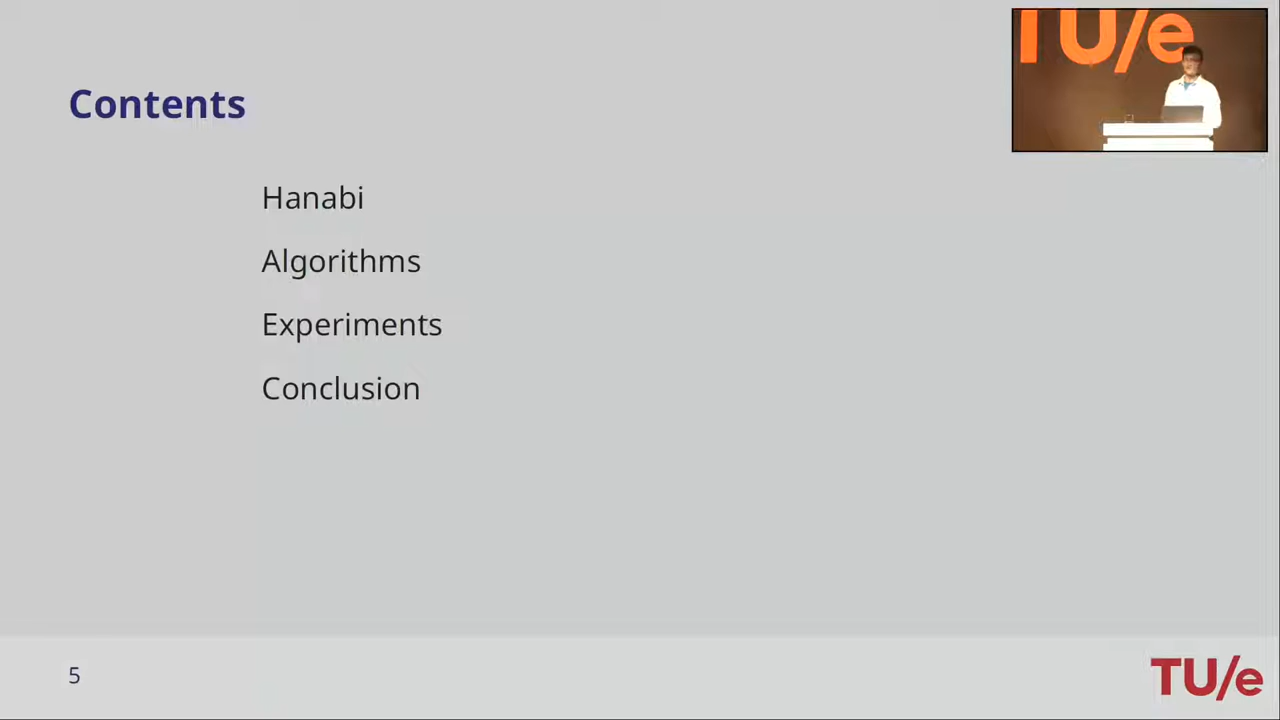 TU/e
Contents
Hanabi
Algorithms
Experiments
Conclusion
5
TU/e